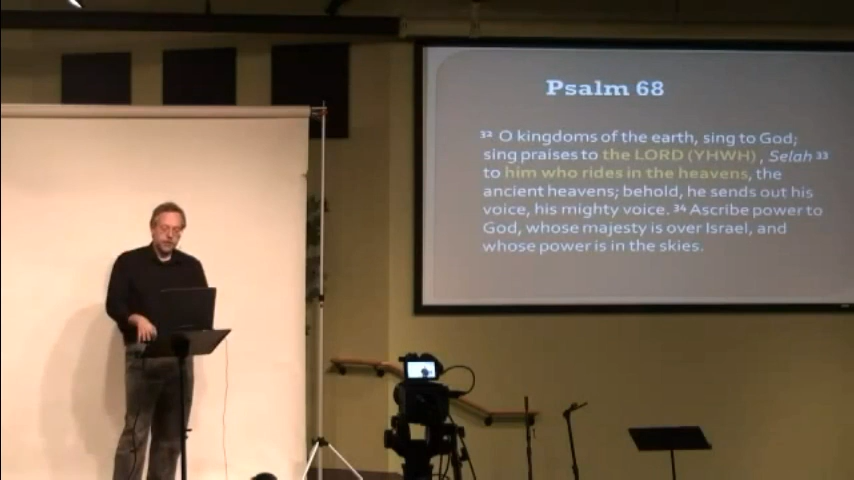 Psalm 68
32 O kingdoms of the earth, sing to God;
sing praises to the LORD (YHWH) , Selah 33
to him who rides in the heavens, the
ancient heavens; behold, he sends out his
voice, his mighty voice. 34 Ascribe power to
God, whose majesty is over Israel, and
whose power is in the skies.